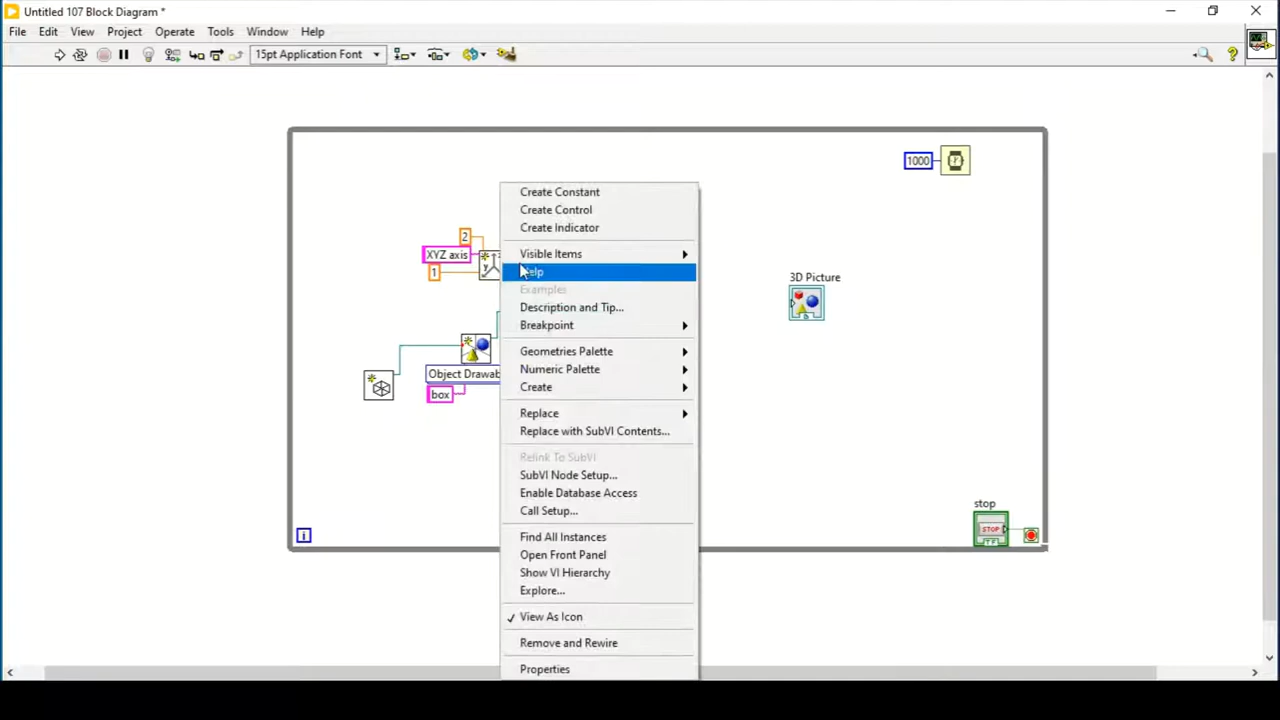 Untitled 107 Block Diagram *
File Edit View Project Tools Window Help
15pt Application Font
1000
Create Constant
Create Control
Create Indicator
2
XYZ axis
Visible Items
1
Help
3D Picture
Examples
Description and Tip...
Breakpoint
Geometries Palette
Object Drawab
Numeric Palette
box
Create
Replace
Replace with SubVI Contents...
Relink To SubVI
SubVI Node Setup...
Enable Database Access
Call Setup...
stop
STOP
i
Find All Instances
Open Front Panel
Show VI Hierarchy
Explore...
View As Icon
Remove and Rewire
Properties